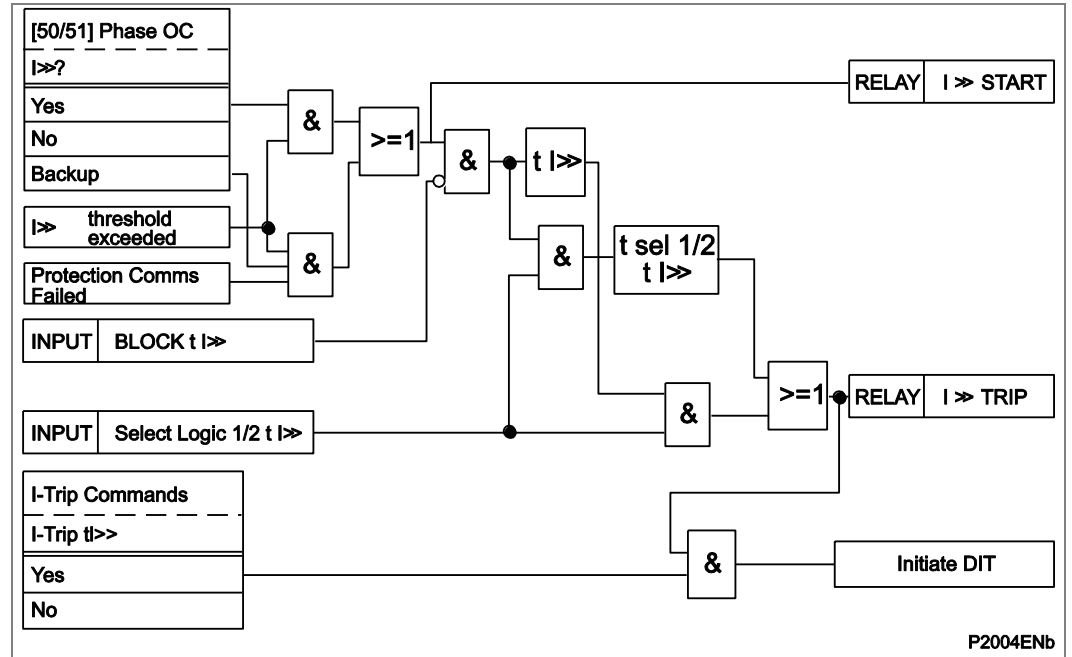 [50/51] Phase OC
I>>?
Yes
No
Backup
I>> threshold exceeded
Protection Comms
Failed
INPUT BLOCK t I>>
INPUT Select Logic 1/2 t I>>
I-Trip Commands
I-Trip tI>>
Yes
No
&
&
>=1
&
t I>>
&
t sel 1/2
t I>>
&
>=1
&
RELAY I >> START
RELAY I >> TRIP
Initiate DIT
P2004ENb